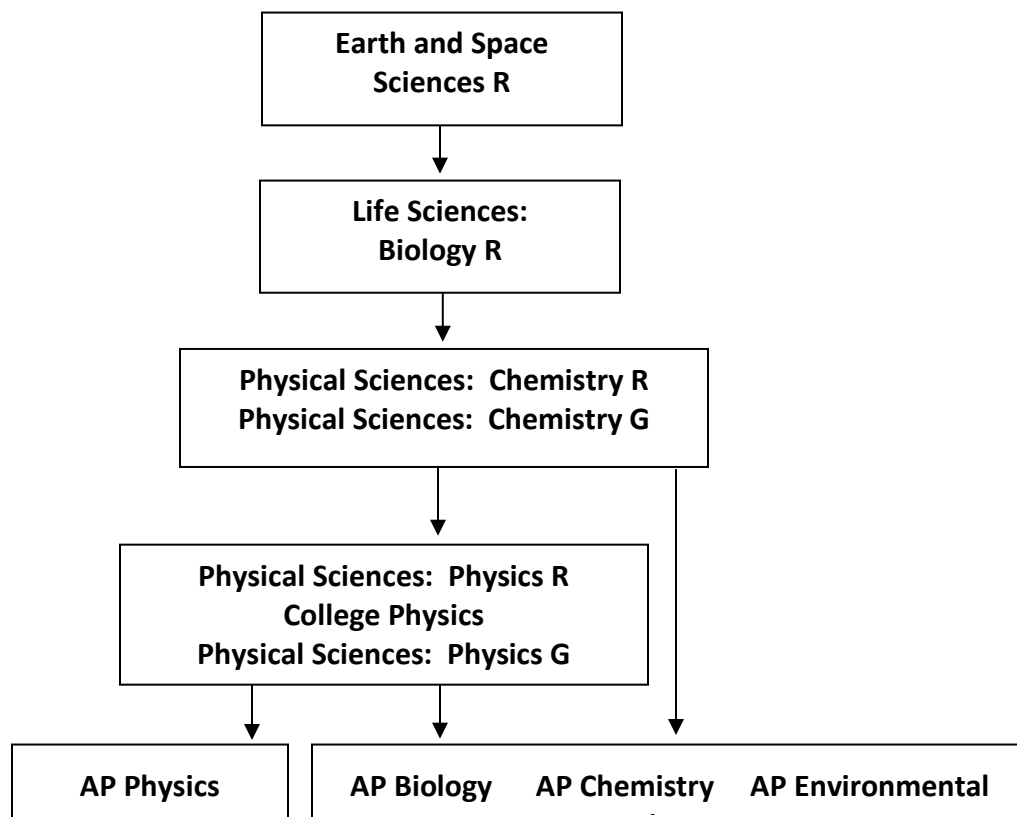 Earth and Space
Sciences R
Life Sciences:
Biology R
Physical Sciences:  Chemistry R
Physical Sciences:  Chemistry G
Physical Sciences:  Physics R
College Physics
Physical Sciences:  Physics G
AP Physics
AP Biology AP Chemistry AP Environmental